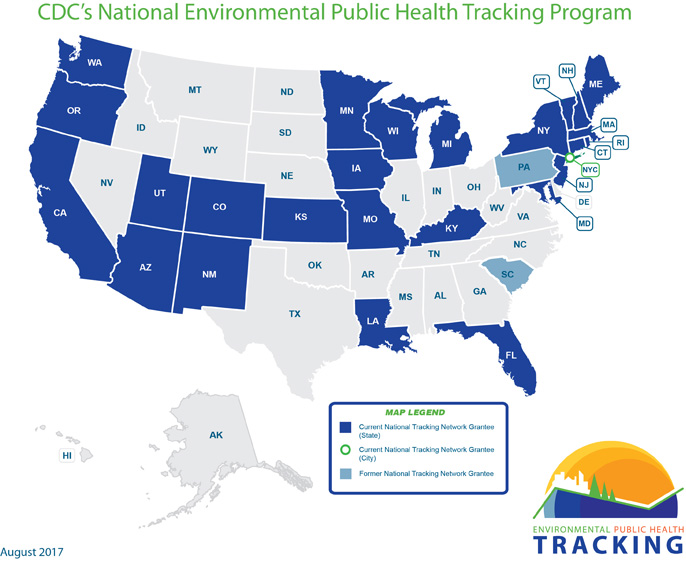 CDC's National Environmental Public Health Tracking Program
WA
OR
CA
NV
ID
MT
WY
UT
CO
AZ
NM
ND
SD
NE
KS
OK
TX
MN
IA
MO
AR
LA
WI
IL
MI
IN
OH
KY
TN
MS
AL
GA
FL
SC
NC
VA
WV
PA
NY
VT
NH
ME
MA
RI
CT
NYC
NJ
DE
MD
AK
HI
MAP LEGEND
Current National Tracking Network Grantee
(State)
Current National Tracking Network Grantee
(City)
Former National Tracking Network Grantee
ENVIRONMENTAL PUBLIC HEALTH
TRACKING
August 2017